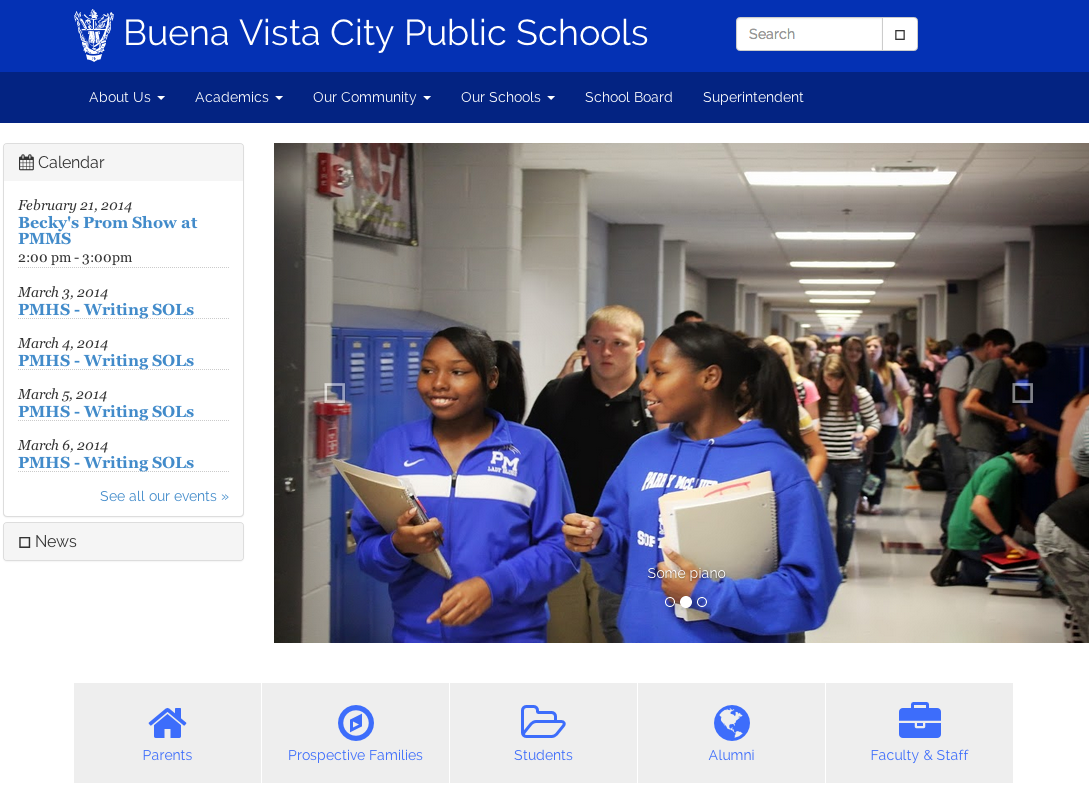 Buena Vista City Public Schools
Search
About Us
Academics
Our Community
Our Schools
School Board
Superintendent
Calendar
February 21, 2014
Becky's Prom Show at
PMMS
2:00 pm - 3:00pm
March 3, 2014
PMHS - Writing SOLs
March 4, 2014
PMHS - Writing SOLs
March 5, 2014
PMHS - Writing SOLs
March 6, 2014
PMHS - Writing SOLs
See all our events »
News
PM
LADY
PARRY
Some piano
Parents
Prospective Families
Students
Alumni
Faculty & Staff